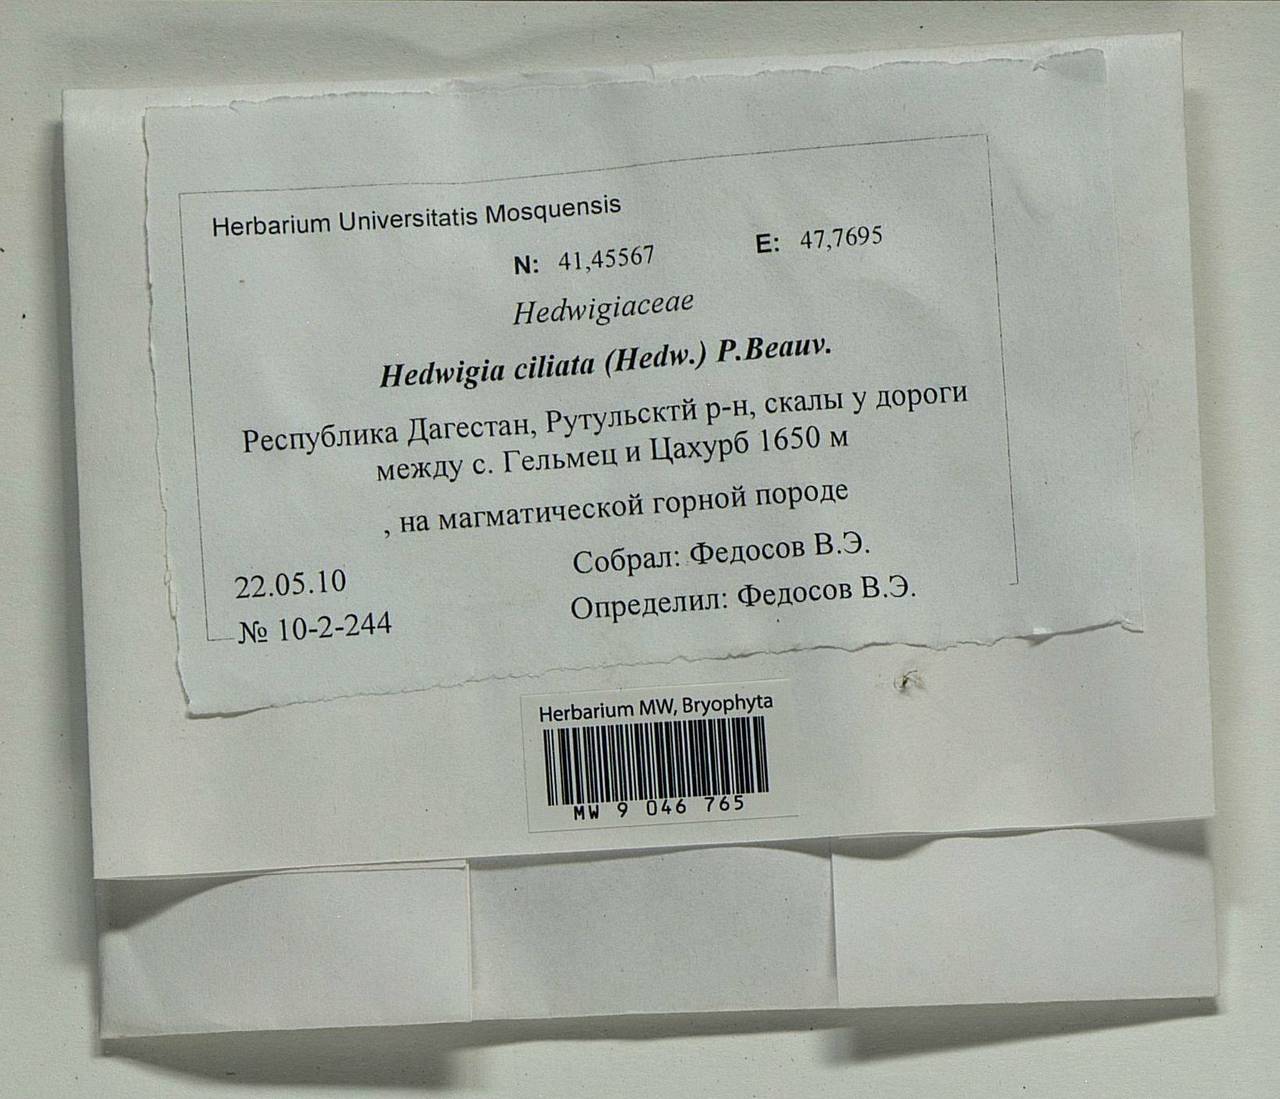 Herbarium Universitatis Mosquensis
N: 41,45567 E: 47,7695
Hedwigiaceae
Hedwigia ciliata (Hedw.) P.Beauv.
Республика Дагестан, Рутульсктй р-н, скалы у дороги
между с. Гельмец и Цахурб 1650 м
, на магматической горной породе
22.05.10 Собрал: Федосов В.Э.
№ 10-2-244 Определил: Федосов В.Э.
Herbarium MW, Bryophyta
MW 9 046 765